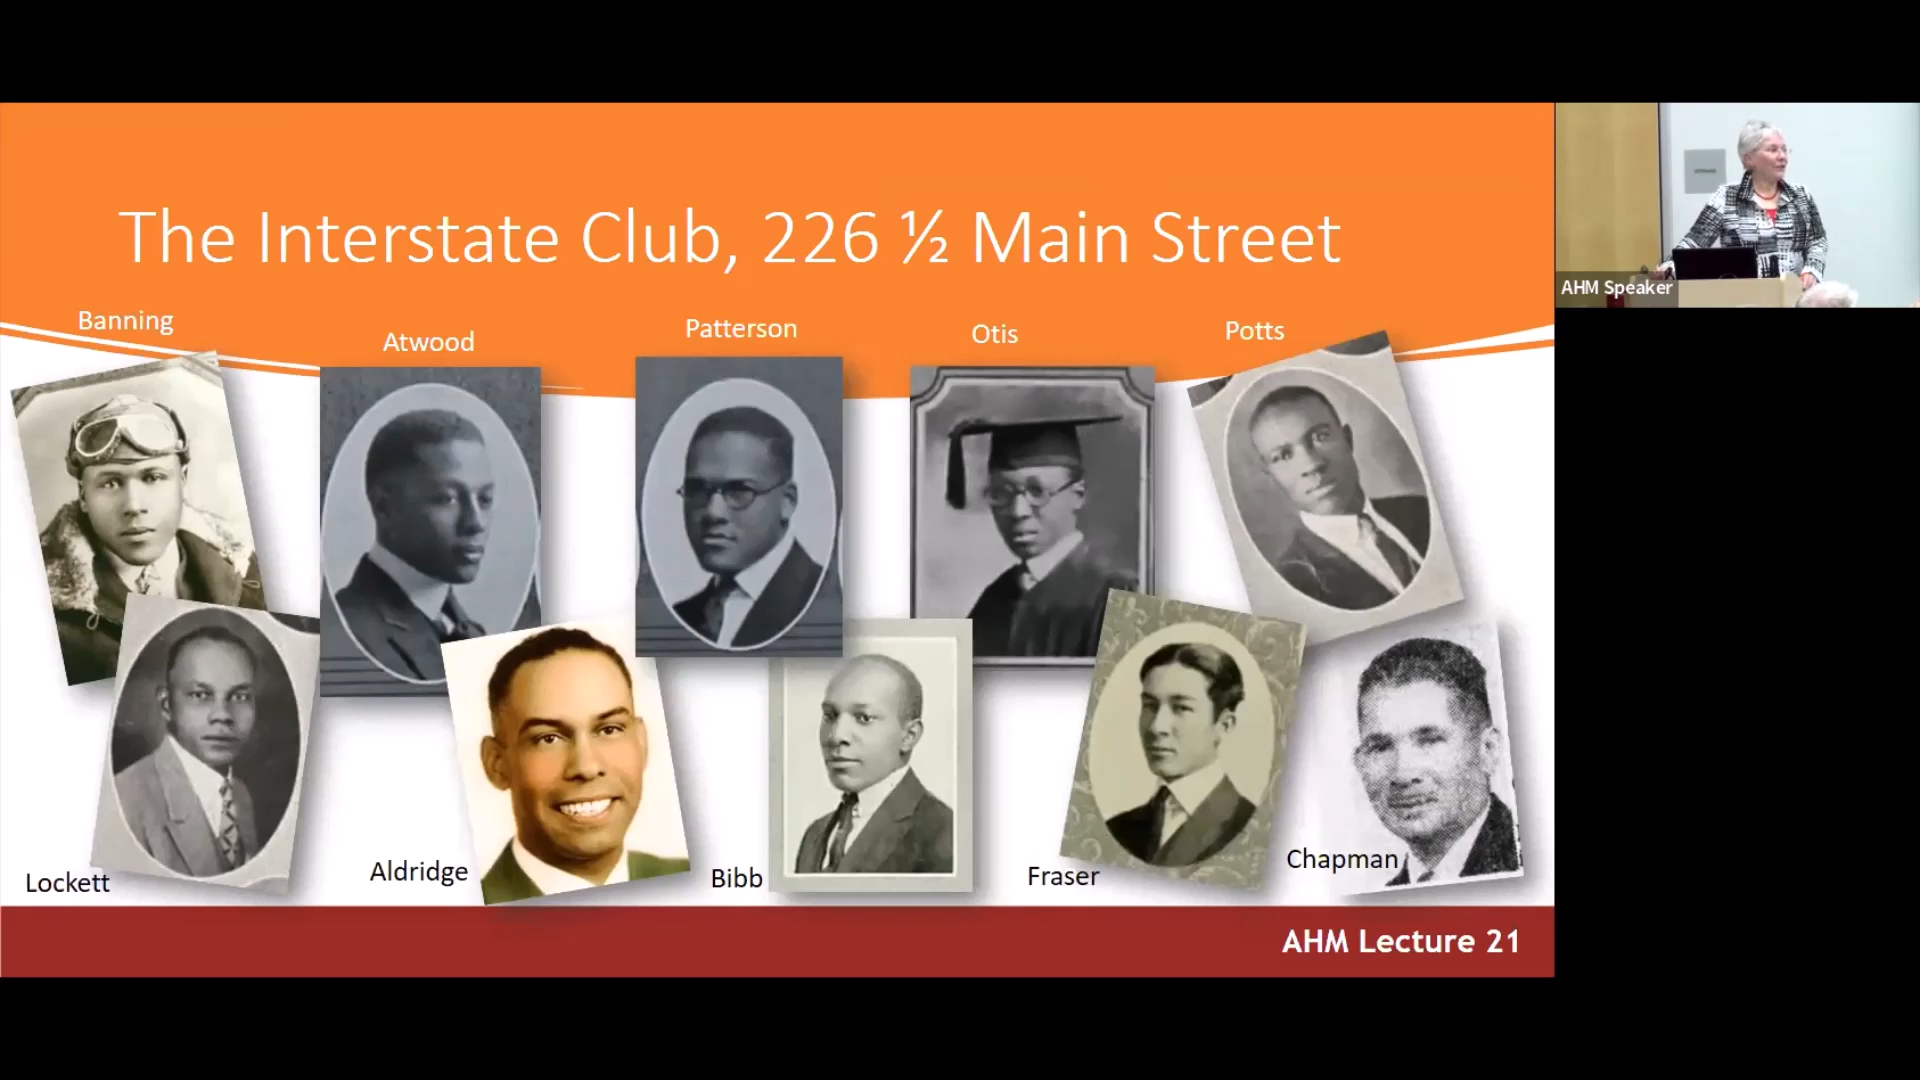 The Interstate Club, 226 ½ Main Street
Banning
Atwood
Patterson
Otis
Potts
Lockett
Aldridge
Bibb
Fraser
Chapman
AHM Lecture 21
AHM Speaker